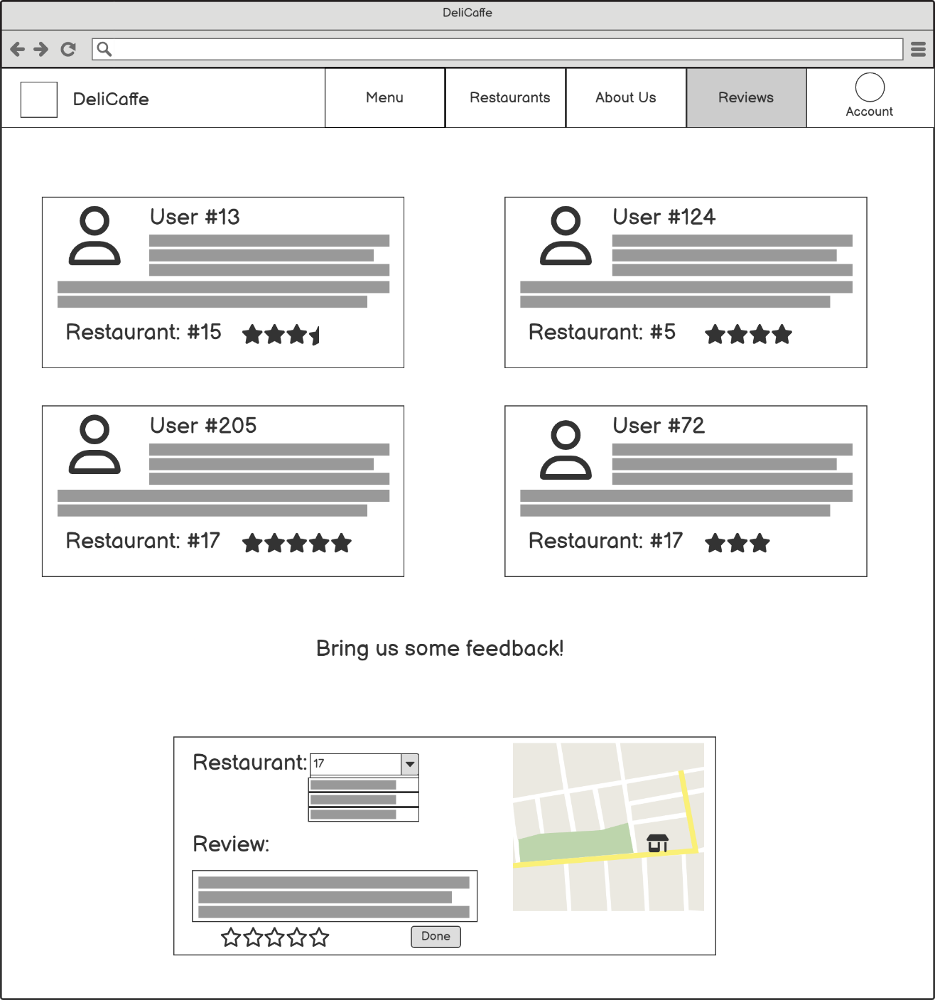 DeliCaffe
DeliCaffe
Menu
Restaurants
About Us
Reviews
Account
User #13
Restaurant: #15
User #124
Restaurant: #5
User #205
Restaurant: #17
User #72
Restaurant: #17
Bring us some feedback!
Restaurant: 17
Review:
Done